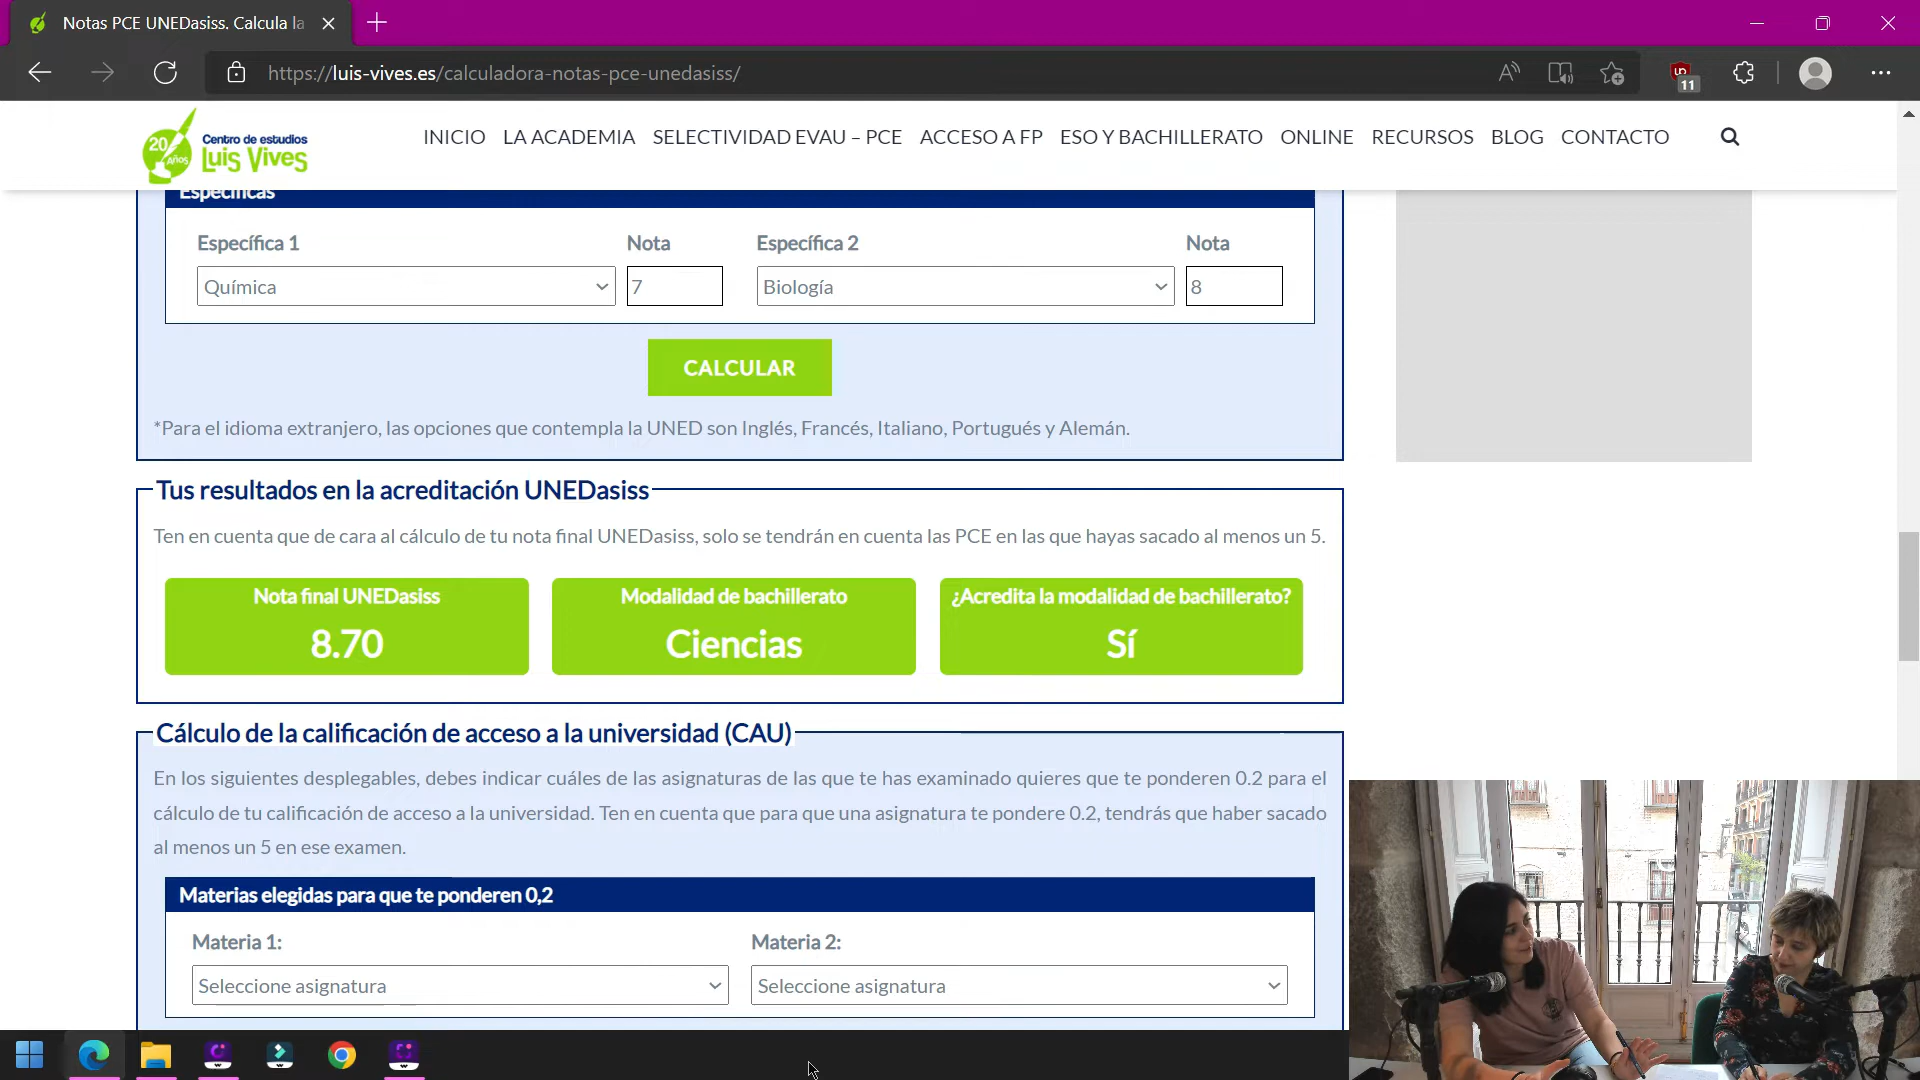 Notas PCE UNEDasiss. Calcula la
https://luis-vives.es/calculadora-notas-pce-unedasiss/
11
20 Años Centro de estudios Luis Vives
INICIO LA ACADEMIA SELECTIVIDAD EVAU – PCE ACCESO A FP ESO Y BACHILLERATO ONLINE RECURSOS BLOG CONTACTO
Específicas
Específica 1 Nota Específica 2 Nota
Química 7 Biología 8
CALCULAR
*Para el idioma extranjero, las opciones que contempla la UNED son Inglés, Francés, Italiano, Portugués y Alemán.
Tus resultados en la acreditación UNEDasiss
Ten en cuenta que de cara al cálculo de tu nota final UNEDasiss, solo se tendrán en cuenta las PCE en las que hayas sacado al menos un 5.
Nota final UNEDasiss Modalidad de bachillerato ¿Acredita la modalidad de bachillerato?
8.70 Ciencias Sí
Cálculo de la calificación de acceso a la universidad (CAU)
En los siguientes desplegables, debes indicar cuáles de las asignaturas de las que te has examinado quieres que te ponderen 0.2 para el
cálculo de tu calificación de acceso a la universidad. Ten en cuenta que para que una asignatura te pondere 0.2, tendrás que haber sacado
al menos un 5 en ese examen.
Materias elegidas para que te ponderen 0,2
Materia 1: Materia 2:
Seleccione asignatura Seleccione asignatura